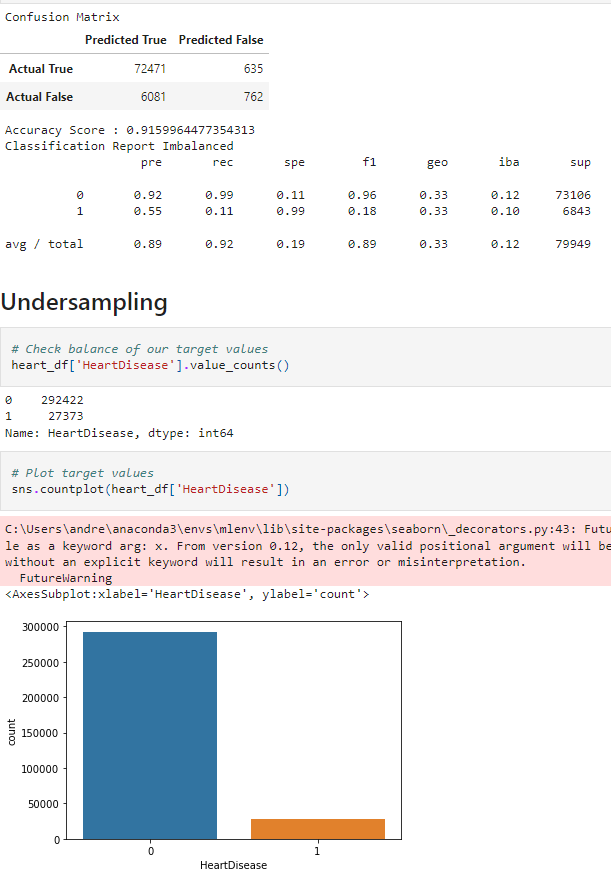 Confusion Matrix
Predicted True Predicted False
Actual True 72471 635
Actual False 6081 762
Accuracy Score : 0.9159964477354313
Classification Report Imbalanced
pre rec spe f1 geo iba sup
0 0.92 0.99 0.11 0.96 0.33 0.12 73106
1 0.55 0.11 0.99 0.18 0.33 0.10 6843
avg / total 0.89 0.92 0.19 0.89 0.33 0.12 79949
Undersampling
# Check balance of our target values
heart_df['HeartDisease'].value_counts()
0 292422
1 27373
Name: HeartDisease, dtype: int64
# Plot target values
sns.countplot(heart_df['HeartDisease'])
C:\Users\andre\anaconda3\envs\mlenv\lib\site-packages\seaborn\_decorators.py:43: Futu
le as a keyword arg: x. From version 0.12, the only valid positional argument will be
without an explicit keyword will result in an error or misinterpretation.
FutureWarning
<AxesSubplot:xlabel='HeartDisease', ylabel='count'>
300000
250000
200000
150000
100000
50000
0
count
0 1
HeartDisease